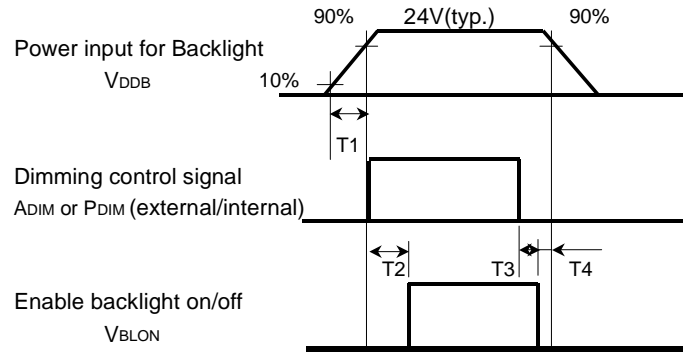 90%
24V(typ.)
90%
Power input for Backlight
VDDB
10%
T1
Dimming control signal
ADIM or PDIM (external/internal)
T2
T3
T4
Enable backlight on/off
VBLON